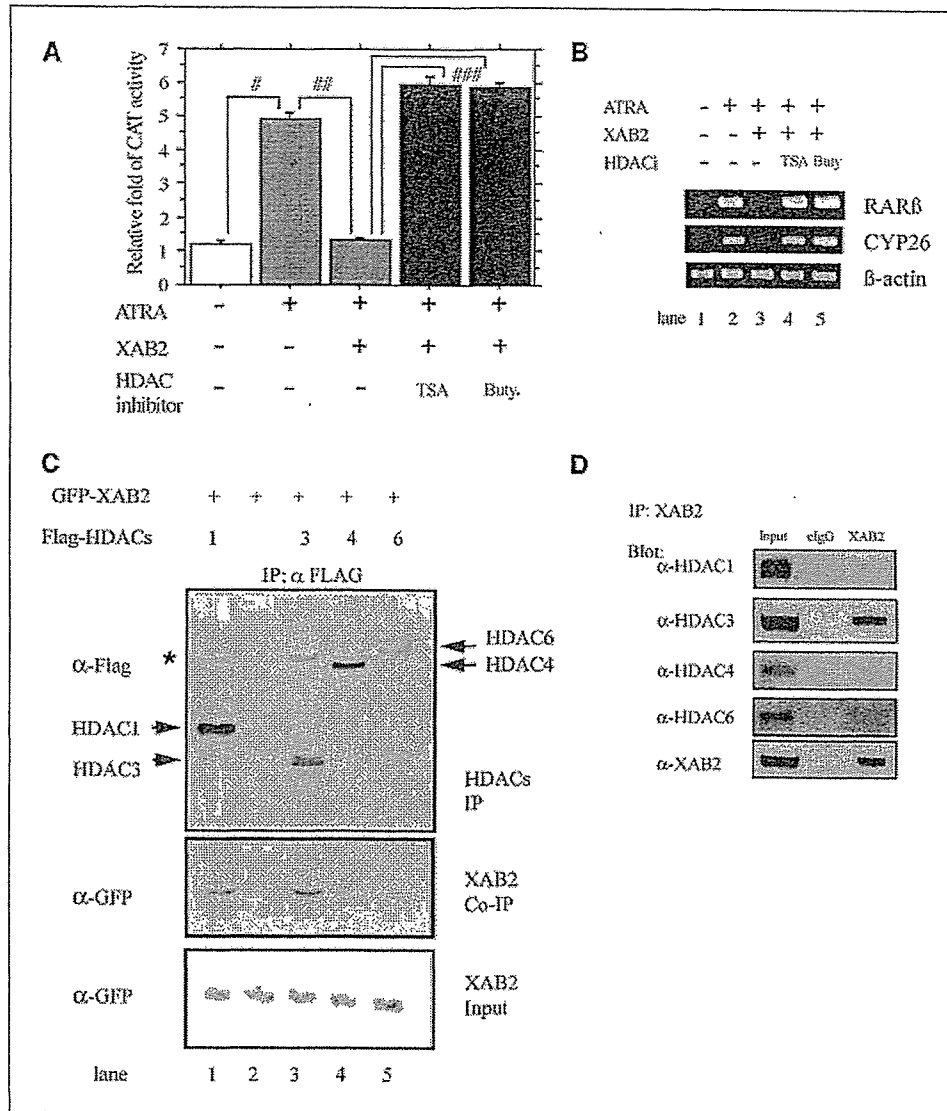 A
7
6
5
4
3
2
1
0
Relative fold of CAT activity
# ## ###
ATRA - + + + +
XAB2 - - + + +
HDAC inhibitor - - - TSA Buty.
B
ATRA - + + + +
XAB2 - - + + +
HDACi - - - TSA Buty
RARß
CYP26
ß-actin
lane 1 2 3 4 5
C
GFP-XAB2 + + + + +
Flag-HDACs 1 3 4 6
IP: α FLAG
α-Flag *
HDAC6
HDAC4
HDAC1
HDAC3
HDACs
IP
α-GFP
XAB2
Co-IP
α-GFP
XAB2
Input
lane 1 2 3 4 5
D
IP: XAB2
Input cIgG XAB2
Blot:
α-HDAC1
α-HDAC3
α-HDAC4
α-HDAC6
α-XAB2